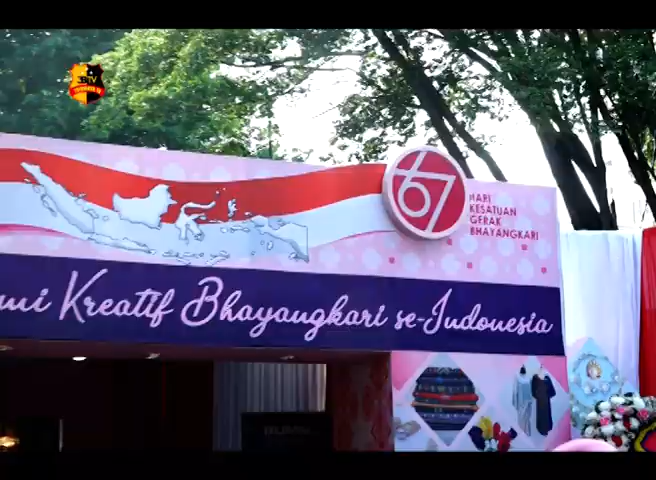 67
HARI
KESATUAN
GERAK
BHAYANGKARI
mi Kreatif Bhayangkari se-Indonesia